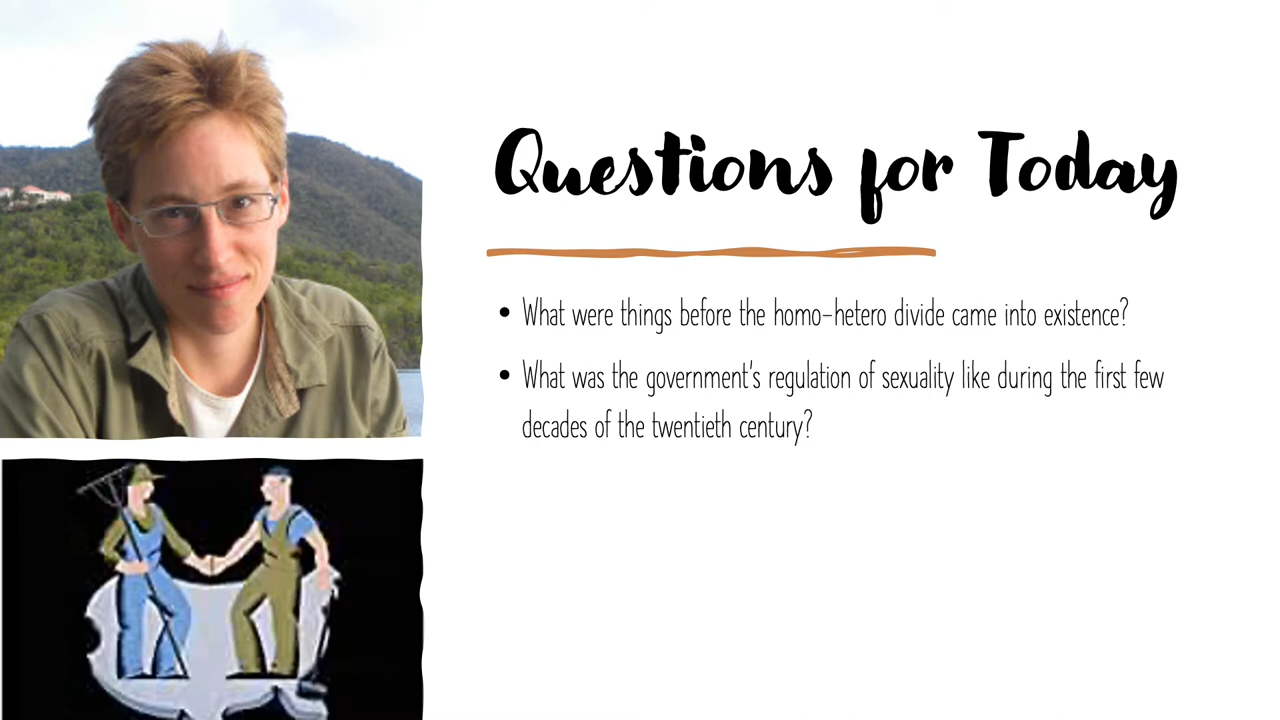 Questions for Today
• What were things before the homo-hetero divide came into existence?
• What was the government's regulation of sexuality like during the first few
decades of the twentieth century?